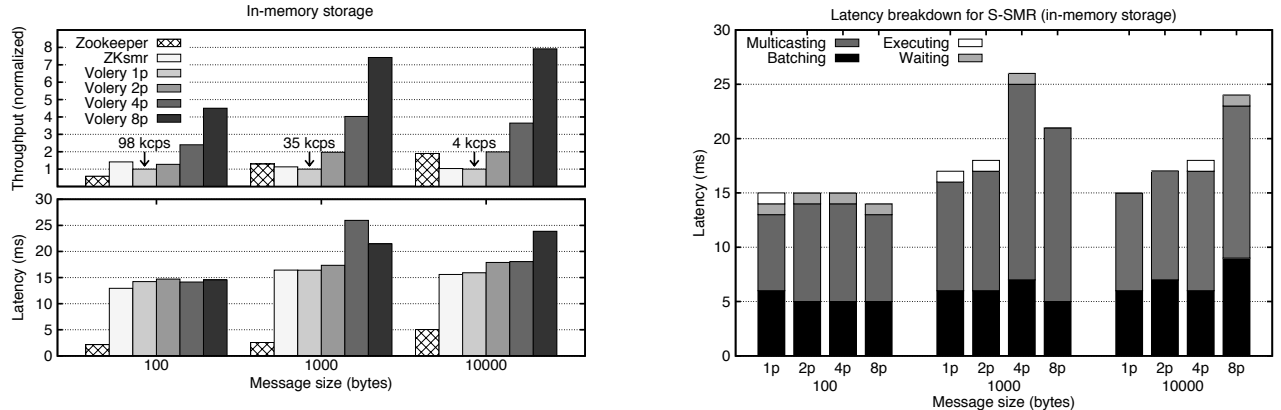 In-memory storage
Throughput (normalized)
8
7
6
5
4
3
2
1
Zookeeper
ZKsmr
Volery 1p
Volery 2p
Volery 4p
Volery 8p
98 kcps
35 kcps
4 kcps
Latency (ms)
30
25
20
15
10
5
0
100 1000 10000
Message size (bytes)
Latency breakdown for S-SMR (in-memory storage)
Latency (ms)
30
25
20
15
10
5
0
Multicasting Executing
Batching Waiting
1p 2p 4p 8p 1p 2p 4p 8p 1p 2p 4p 8p
100 1000 10000
Message size (bytes)